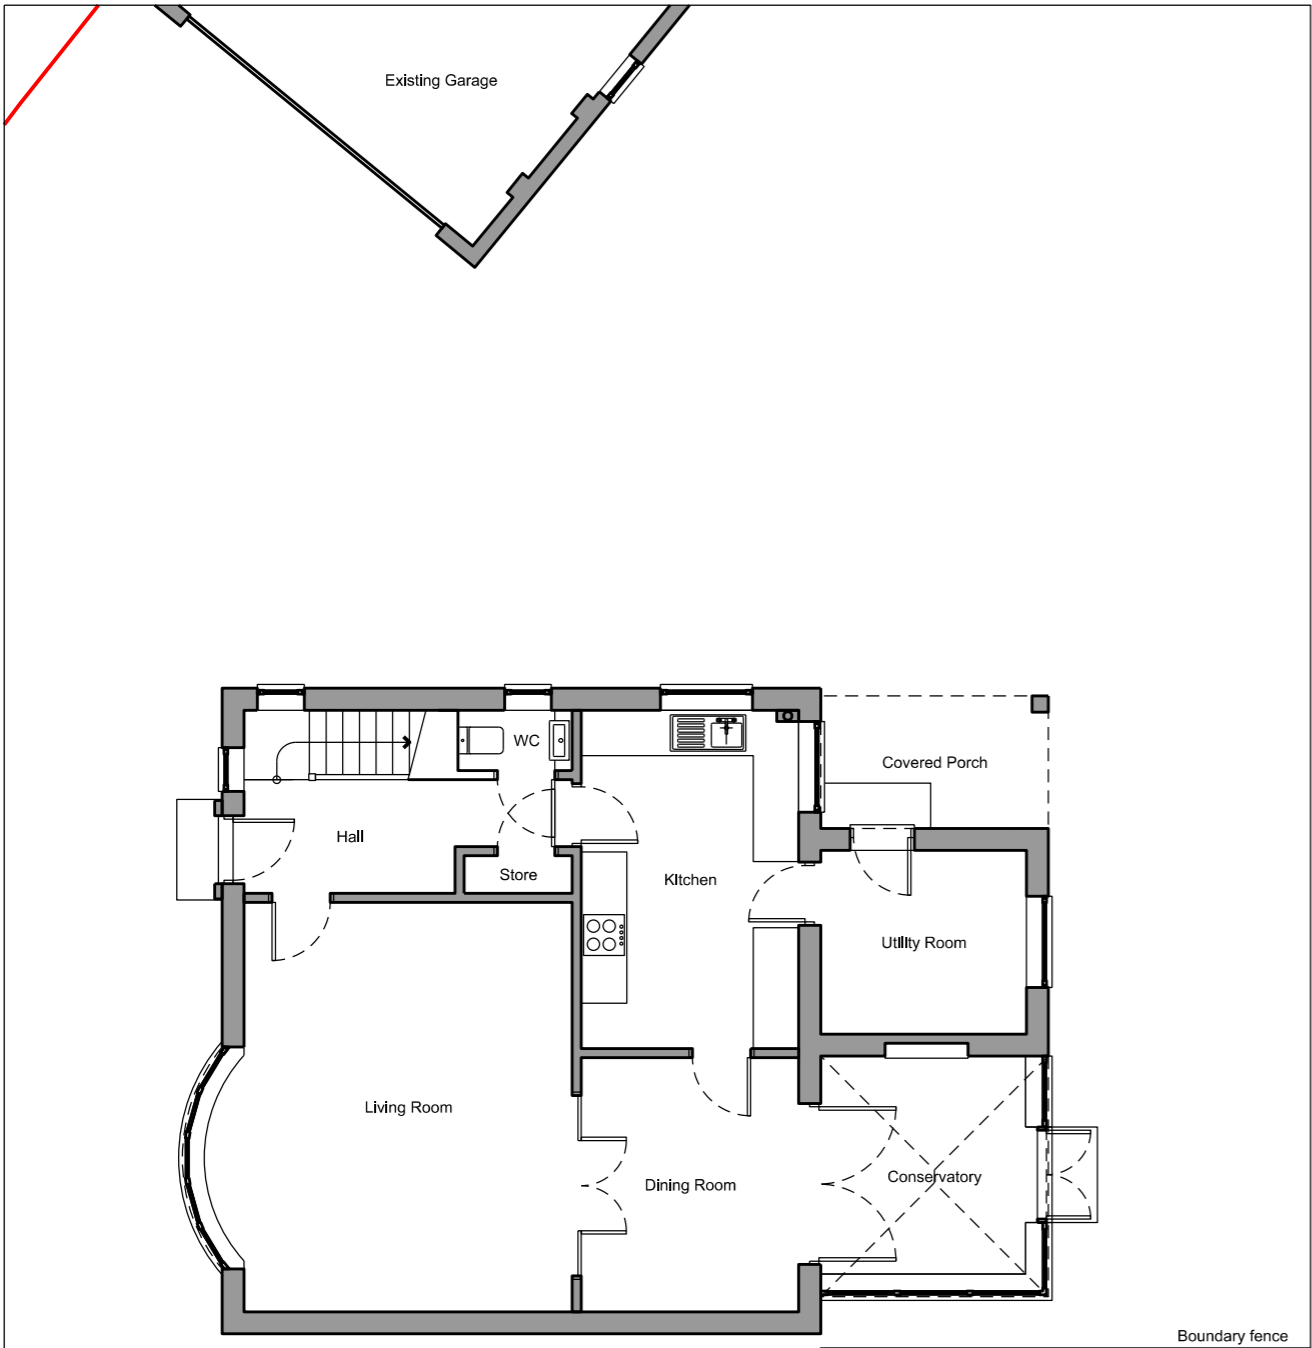 Existing Garage
WC
Covered Porch
Hall
Store
KItchen
Utility Room
Living Room
Conservatory
Dining Room
Boundary fence